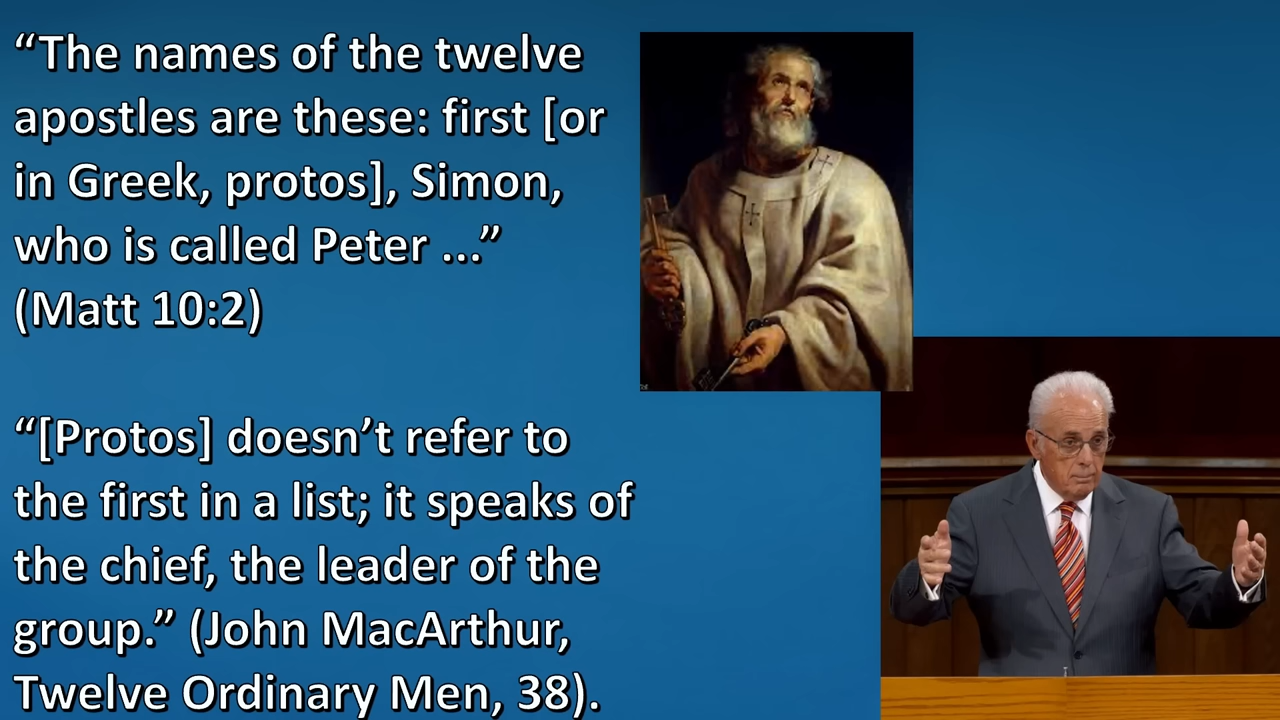 “The names of the twelve
apostles are these: first [or
in Greek, protos], Simon,
who is called Peter ...”
(Matt 10:2)
“[Protos] doesn’t refer to
the first in a list; it speaks of
the chief, the leader of the
group.” (John MacArthur,
Twelve Ordinary Men, 38).